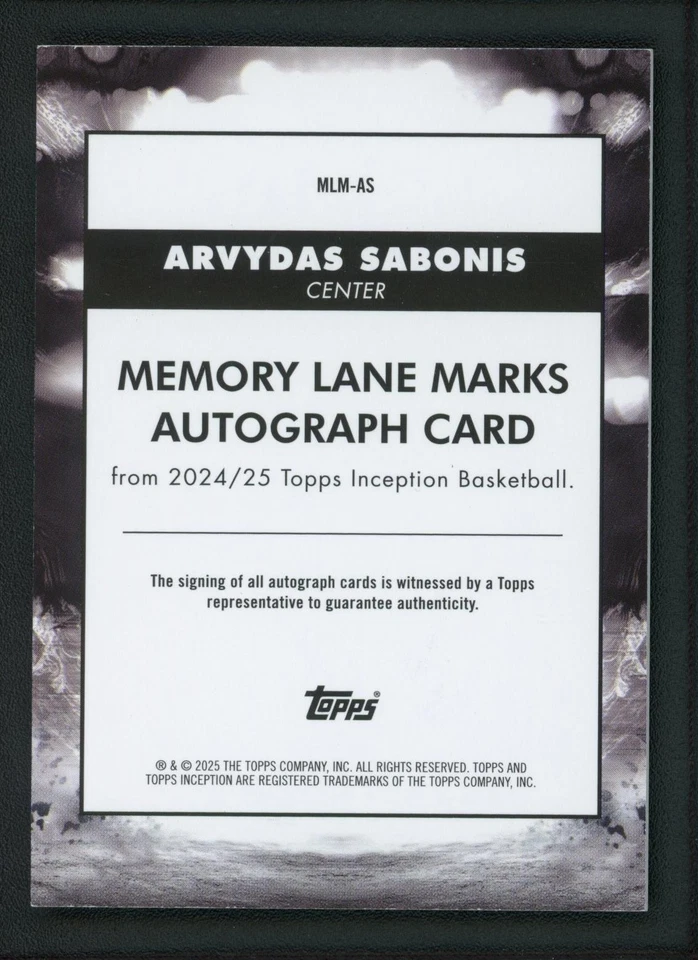 MLM-AS
ARVYDAS SABONIS
CENTER
MEMORY LANE MARKS
AUTOGRAPH CARD
from 2024/25 Topps Inception Basketball.
The signing of all autograph cards is witnessed by a Topps
representative to guarantee authenticity.
Topps®
® & © 2025 THE TOPPS COMPANY, INC. ALL RIGHTS RESERVED. TOPPS AND
TOPPS INCEPTION ARE REGISTERED TRADEMARKS OF THE TOPPS COMPANY, INC.